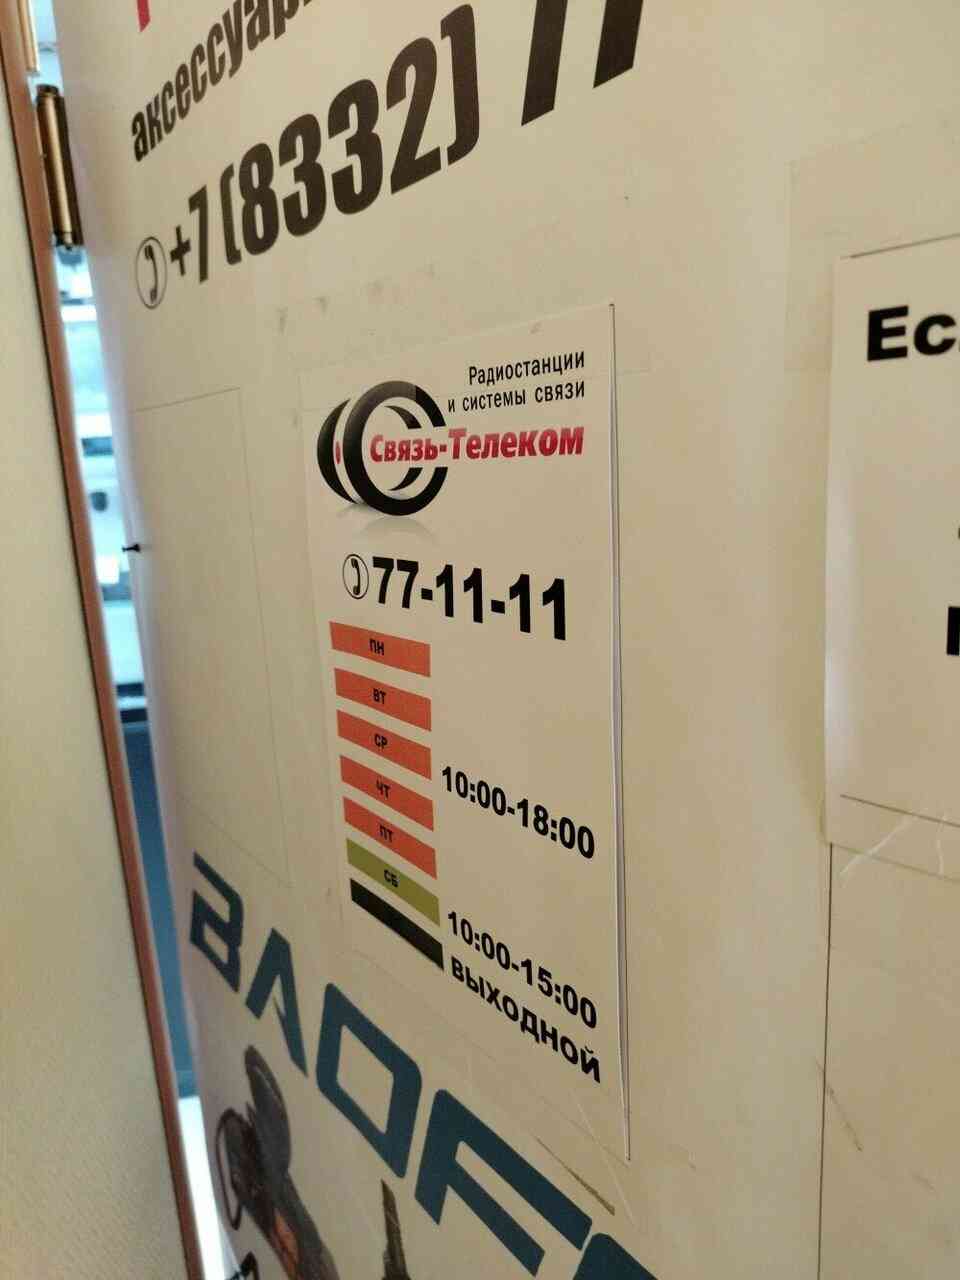 аксессуар
+7 (8332) 77
Радиостанции
и системы связи
Связь-Телеком
77-11-11
ПН
ВТ
СР
ЧТ
ПТ
10:00-18:00
СБ
10:00-15:00
ВЫХОДНОЙ
Ес
BAOF